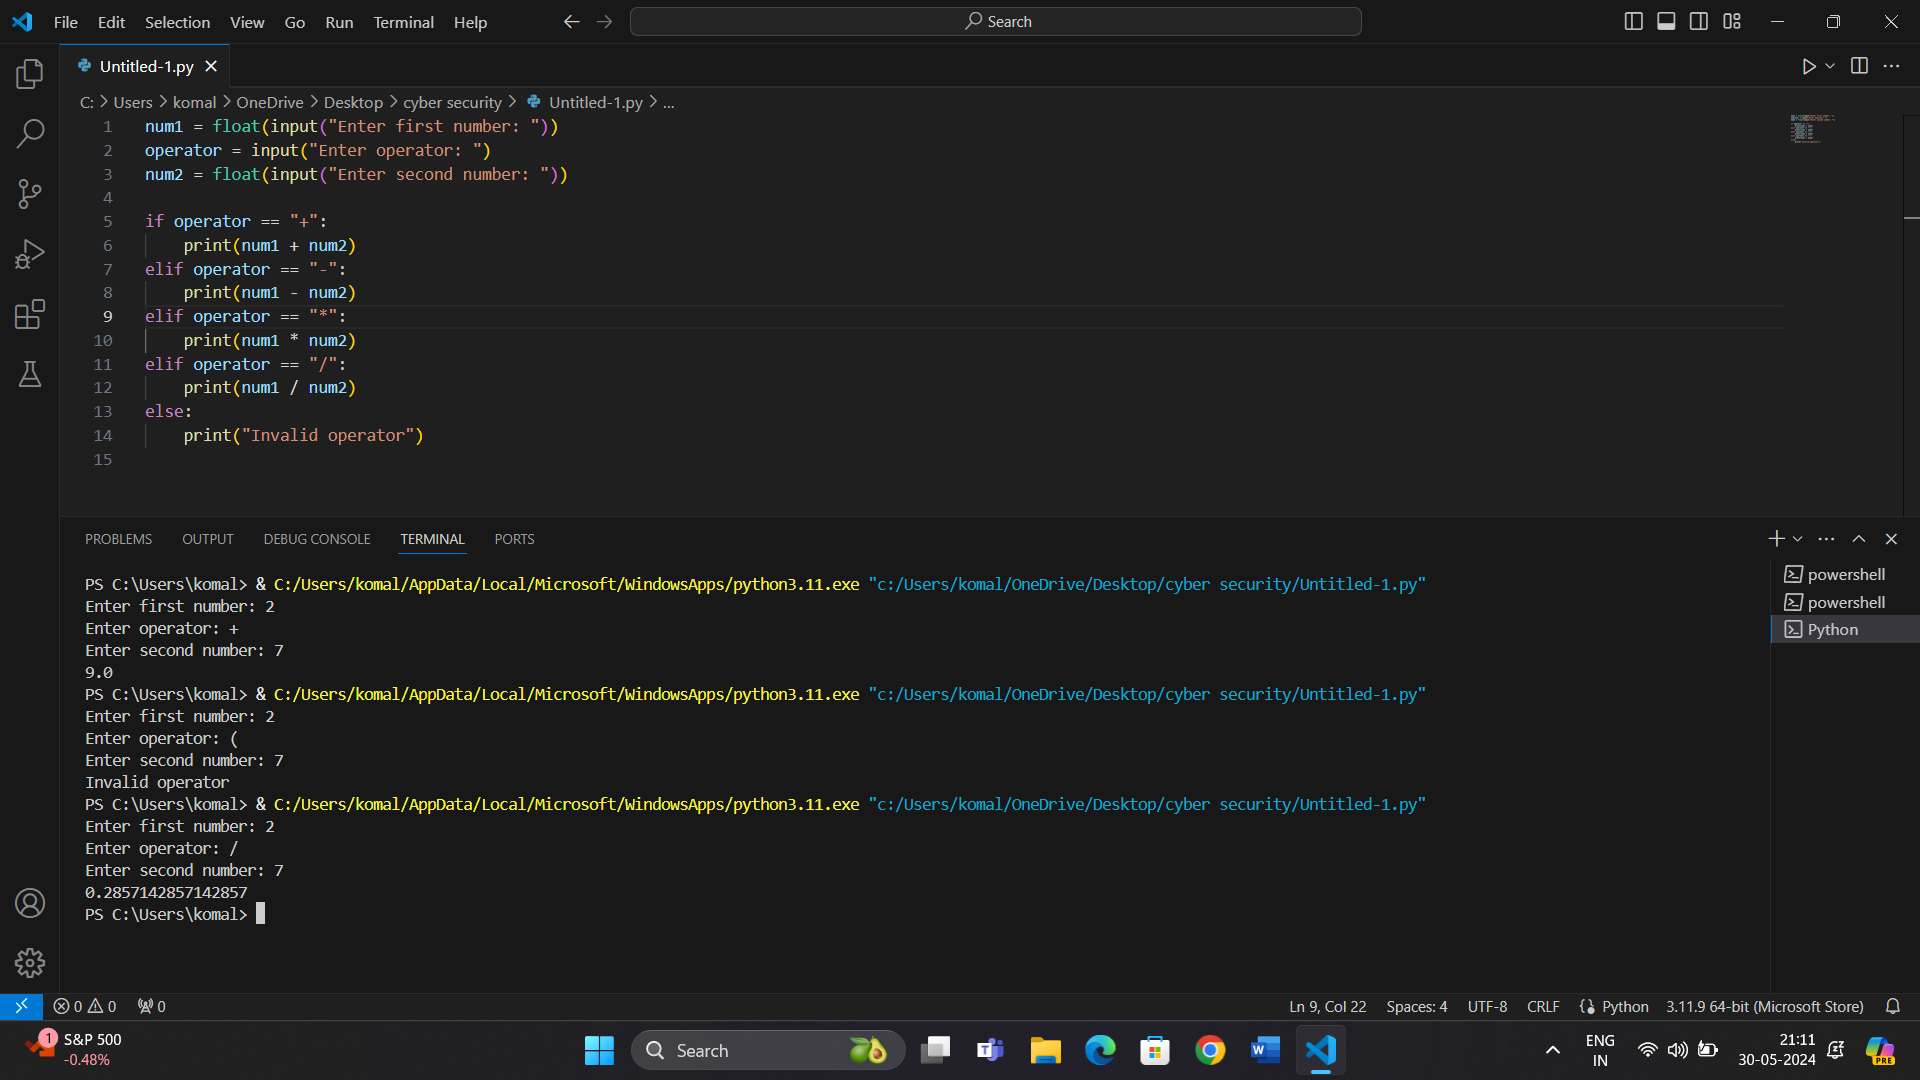 File Edit Selection View Go Run Terminal Help Search
Untitled-1.py
C: > Users > komal > OneDrive > Desktop > cyber security > Untitled-1.py > ...
1 num1 = float(input("Enter first number: "))
2 operator = input("Enter operator: ")
3 num2 = float(input("Enter second number: "))
4
5 if operator == "+":
6     print(num1 + num2)
7 elif operator == "-":
8     print(num1 - num2)
9 elif operator == "*":
10     print(num1 * num2)
11 elif operator == "/":
12     print(num1 / num2)
13 else:
14     print("Invalid operator")
15
PROBLEMS OUTPUT DEBUG CONSOLE TERMINAL PORTS
PS C:\Users\komal> & C:/Users/komal/AppData/Local/Microsoft/WindowsApps/python3.11.exe "c:/Users/komal/OneDrive/Desktop/cyber security/Untitled-1.py"
Enter first number: 2
Enter operator: +
Enter second number: 7
9.0
PS C:\Users\komal> & C:/Users/komal/AppData/Local/Microsoft/WindowsApps/python3.11.exe "c:/Users/komal/OneDrive/Desktop/cyber security/Untitled-1.py"
Enter first number: 2
Enter operator: (
Enter second number: 7
Invalid operator
PS C:\Users\komal> & C:/Users/komal/AppData/Local/Microsoft/WindowsApps/python3.11.exe "c:/Users/komal/OneDrive/Desktop/cyber security/Untitled-1.py"
Enter first number: 2
Enter operator: /
Enter second number: 7
0.2857142857142857
PS C:\Users\komal>
powershell
powershell
Python
0 0 0 Ln 9, Col 22 Spaces: 4 UTF-8 CRLF Python 3.11.9 64-bit (Microsoft Store)
1 S&P 500
-0.48%
Search
ENG
IN
21:11
30-05-2024
PRE